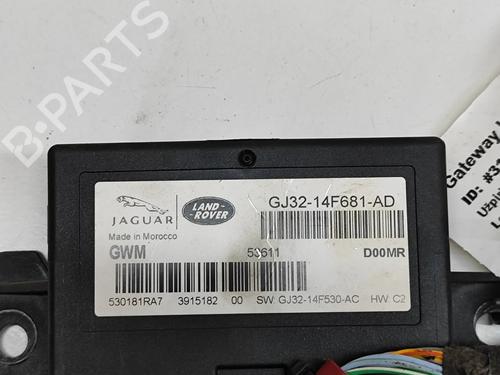 B-PARTS
JAGUAR
LAND-ROVER
GJ32-14F681-AD
Made in Morocco
GWM 53611 D00MR
530181RA7 3915182 00 SW: GJ32-14F530-AC HW: C2
Gateway
ID: #3